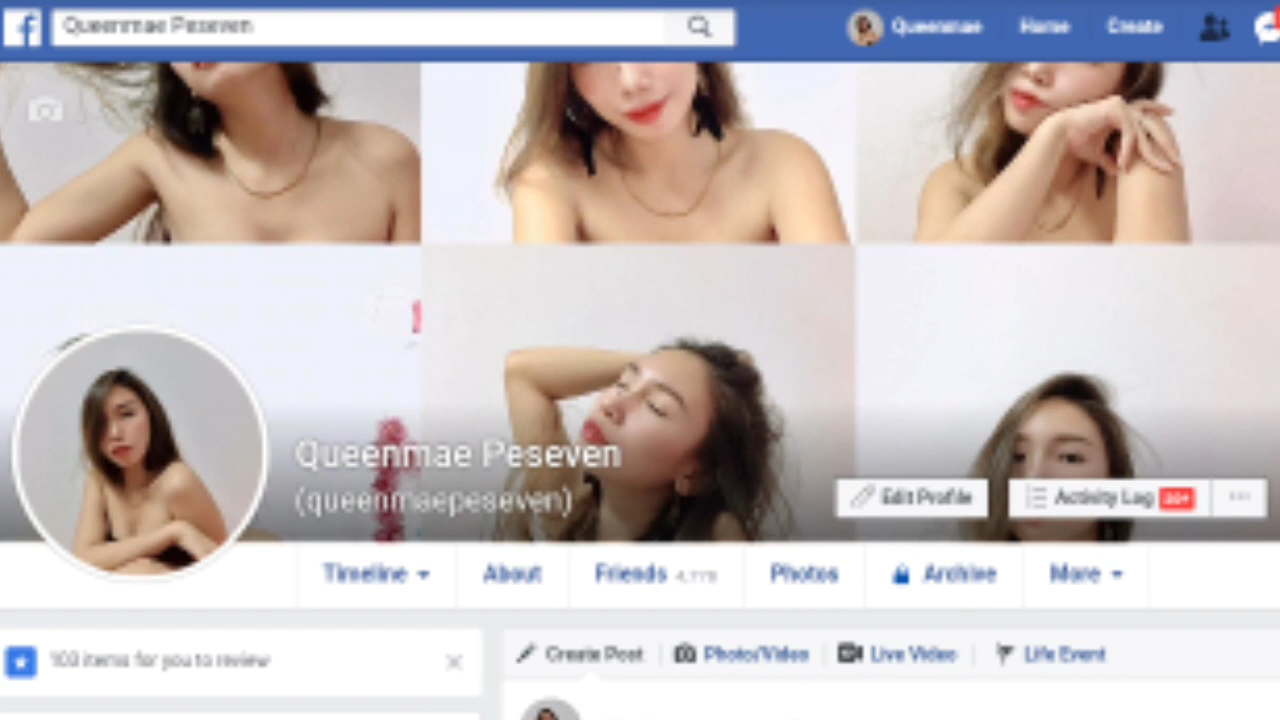 Queenmae Peseven
Queenmae Home Create
Queenmae Peseven
(queenmaepeseven)
Edit Profile Activity Log 20+
Timeline About Friends Photos Archive More
103 items for you to review
Create Post Photo/Video Live Video Life Event